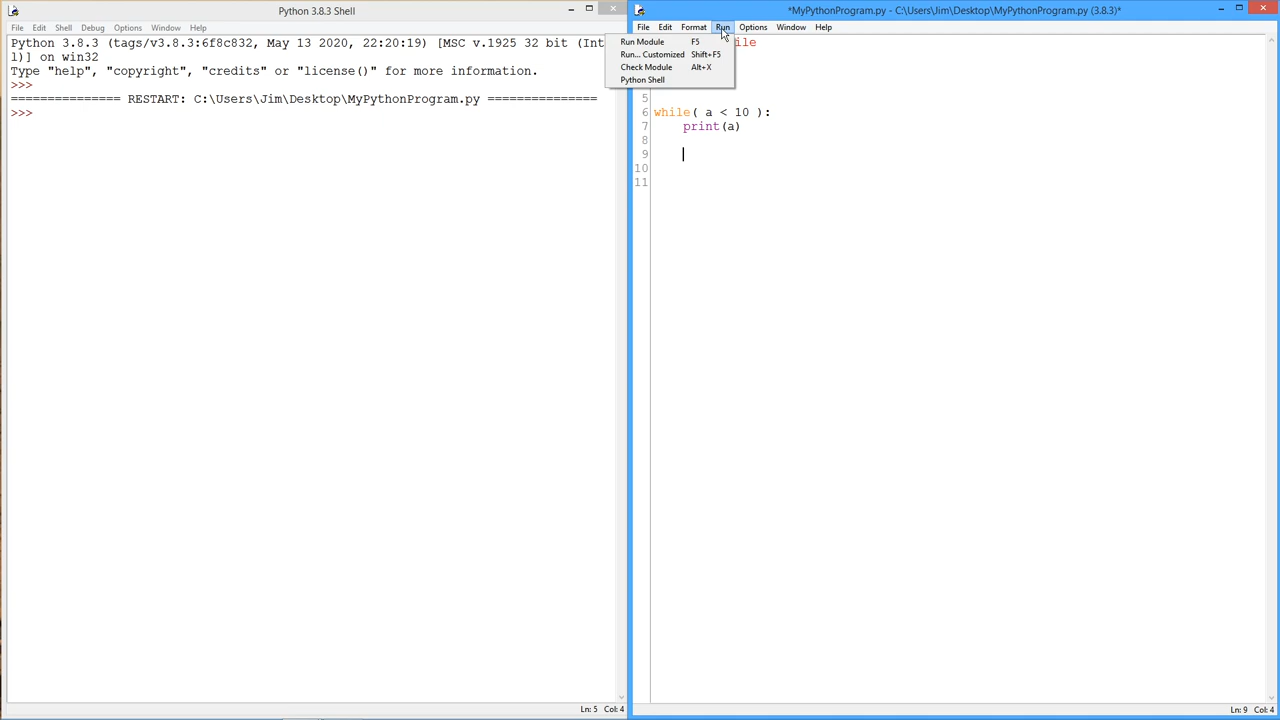 Python 3.8.3 Shell
File Edit Shell Debug Options Window Help
Python 3.8.3 (tags/v3.8.3:6f8c832, May 13 2020, 22:20:19) [MSC v.1925 32 bit (Int
l)] on win32
Type "help", "copyright", "credits" or "license()" for more information.
>>>
=============== RESTART: C:\Users\Jim\Desktop\MyPythonProgram.py ===============
>>>
Ln: 5 Col: 4
*MyPythonProgram.py - C:\Users\Jim\Desktop\MyPythonProgram.py (3.8.3)*
File Edit Format Run Options Window Help
Run Module F5
Run... Customized Shift+F5
Check Module Alt+X
Python Shell
ile
5
6 while( a < 10 ):
7 print(a)
8
9
10
11
Ln: 9 Col: 4